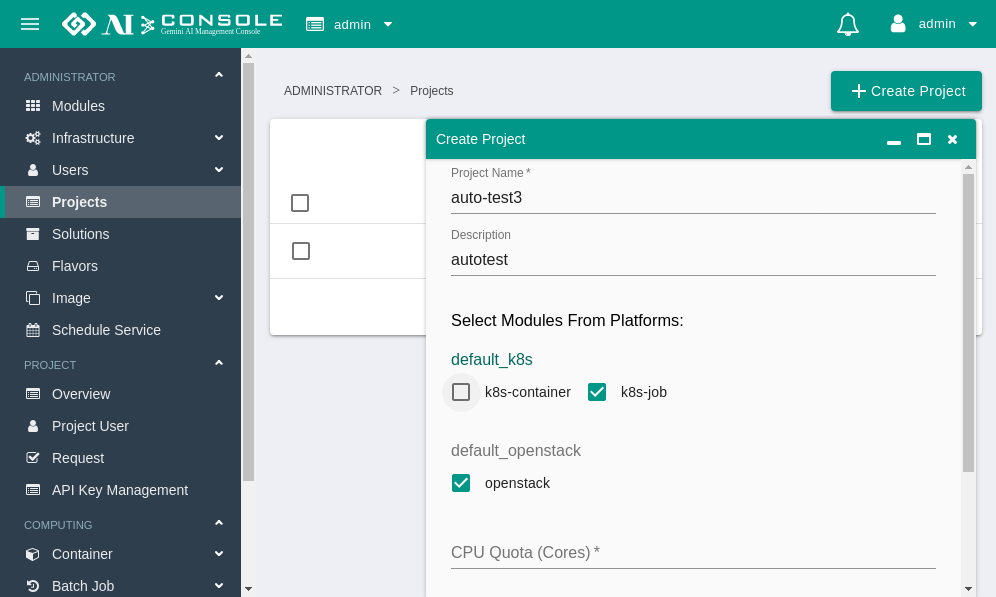 AI CONSOLE
Gemini AI Management Console
admin
admin
ADMINISTRATOR
Modules
Infrastructure
Users
Projects
Solutions
Flavors
Image
Schedule Service
PROJECT
Overview
Project User
Request
API Key Management
COMPUTING
Container
Batch Job
ADMINISTRATOR > Projects
Create Project
Create Project
Project Name *
auto-test3
Description
autotest
Select Modules From Platforms:
default_k8s
k8s-container k8s-job
default_openstack
openstack
CPU Quota (Cores) *